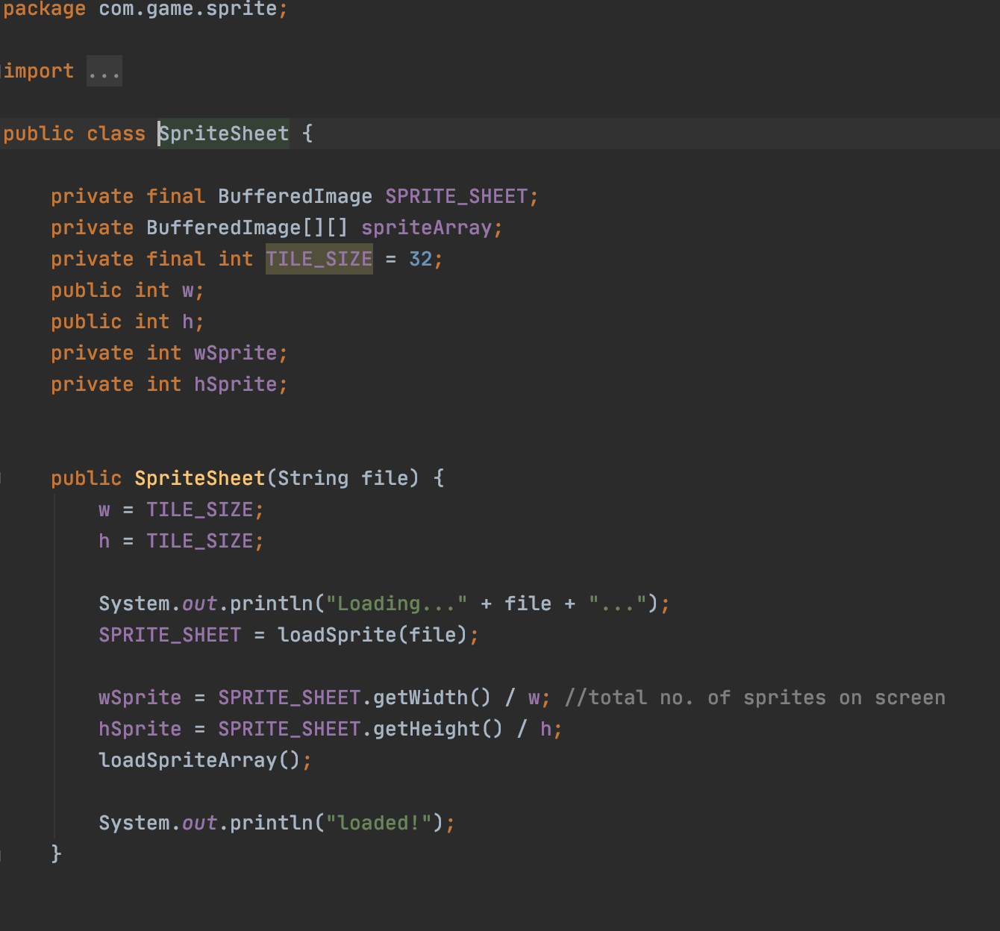 package com.game.sprite;
import ...
public class SpriteSheet {
private final BufferedImage SPRITE_SHEET;
private BufferedImage[][] spriteArray;
private final int TILE_SIZE = 32;
public int w;
public int h;
private int wSprite;
private int hSprite;
public SpriteSheet(String file) {
w = TILE_SIZE;
h = TILE_SIZE;
System.out.println("Loading..." + file + "...");
SPRITE_SHEET = loadSprite(file);
wSprite = SPRITE_SHEET.getWidth() / w; //total no. of sprites on screen
hSprite = SPRITE_SHEET.getHeight() / h;
loadSpriteArray();
System.out.println("loaded!");
}